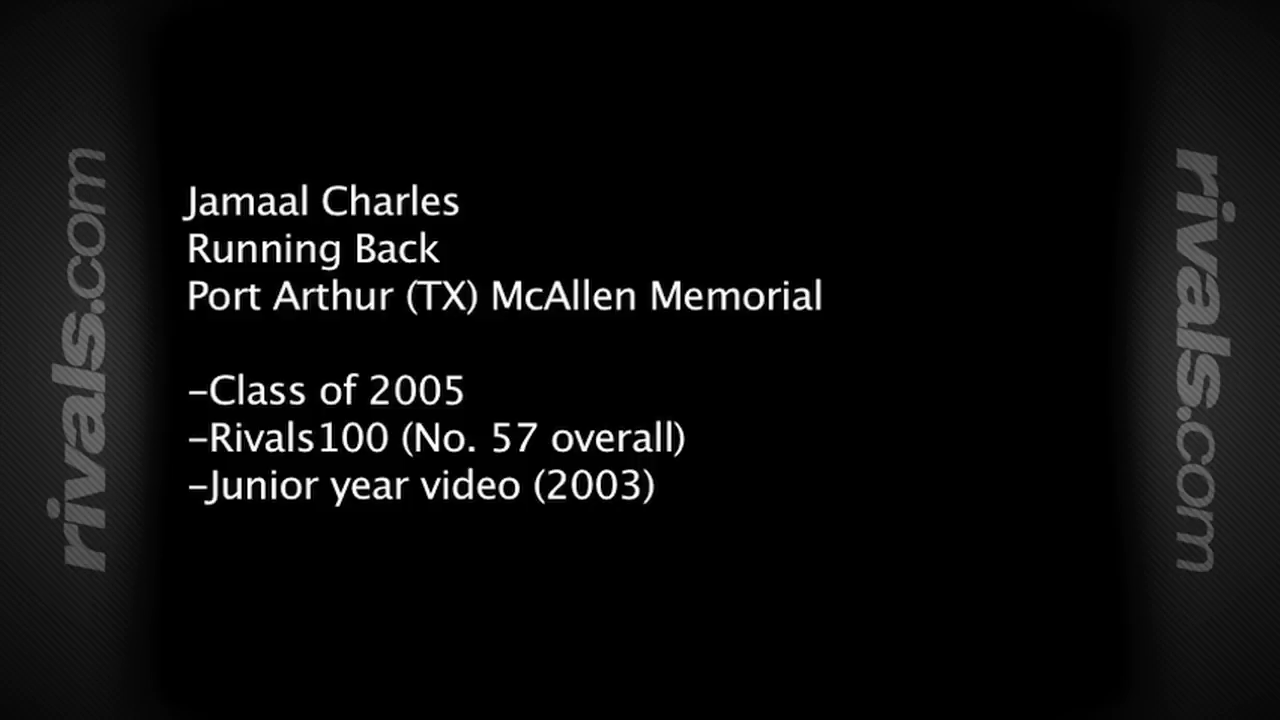 rivals.com
Jamaal Charles
Running Back
Port Arthur (TX) McAllen Memorial
-Class of 2005
-Rivals100 (No. 57 overall)
-Junior year video (2003)
rivals.com